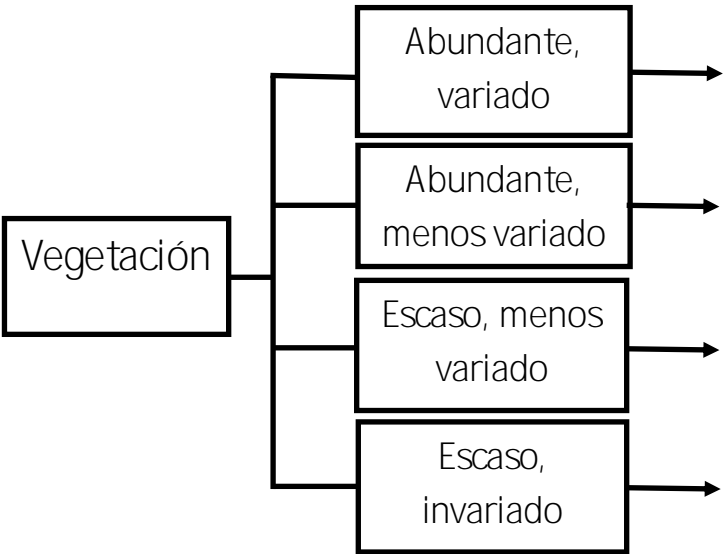 Vegetación
Abundante,
variado
Abundante,
menos variado
Escaso, menos
variado
Escaso,
invariado